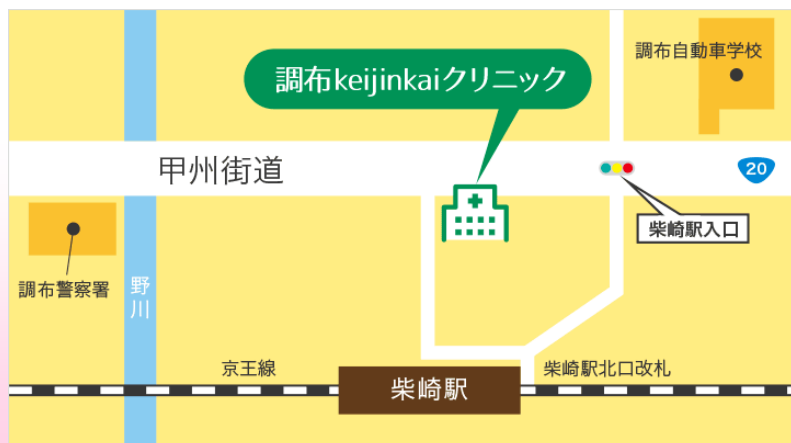 調布自動車学校
調布keijinkaiクリニック
甲州街道
20
柴崎駅入口
調布警察署
野川
京王線
柴崎駅
柴崎駅北口改札